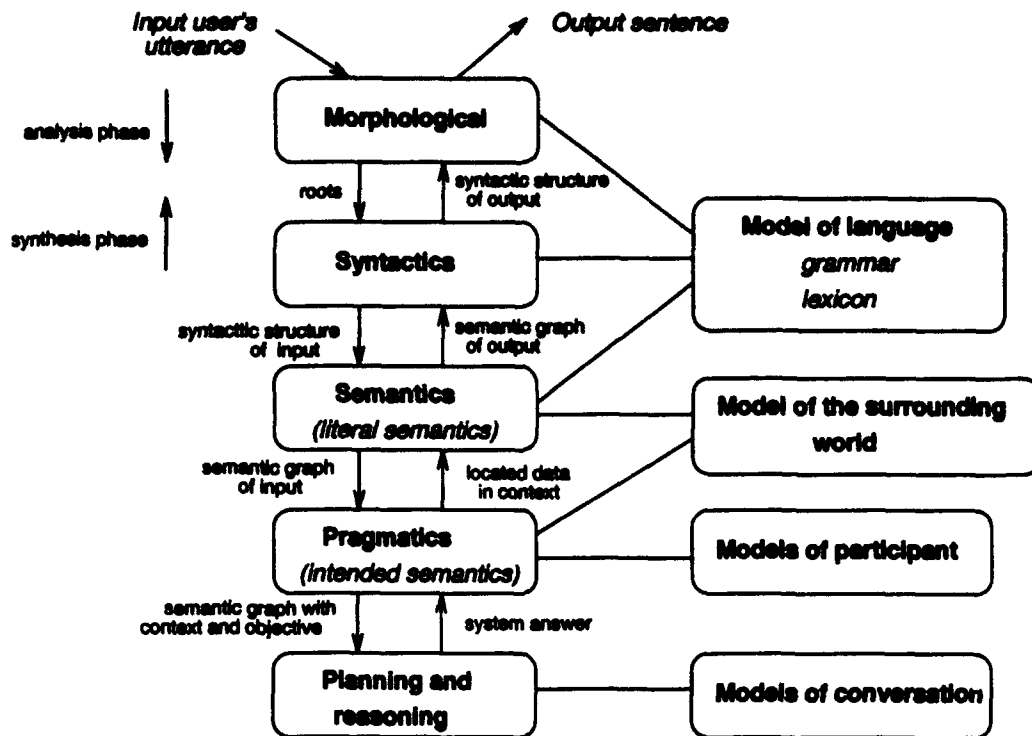 Input user's
utterance
Output sentence
Morphological
analysis phase
roots
syntactic structure
of output
synthesis phase
Syntactics
Model of language
grammar
lexicon
syntacttic structure
of input
semantic graph
of output
Semantics
(literal semantics)
Model of the surrounding
world
semantic graph
of input
located data
in context
Pragmatics
(intended semantics)
Models of participant
semantic graph with
context and objective
system answer
Planning and
reasoning
Models of conversation